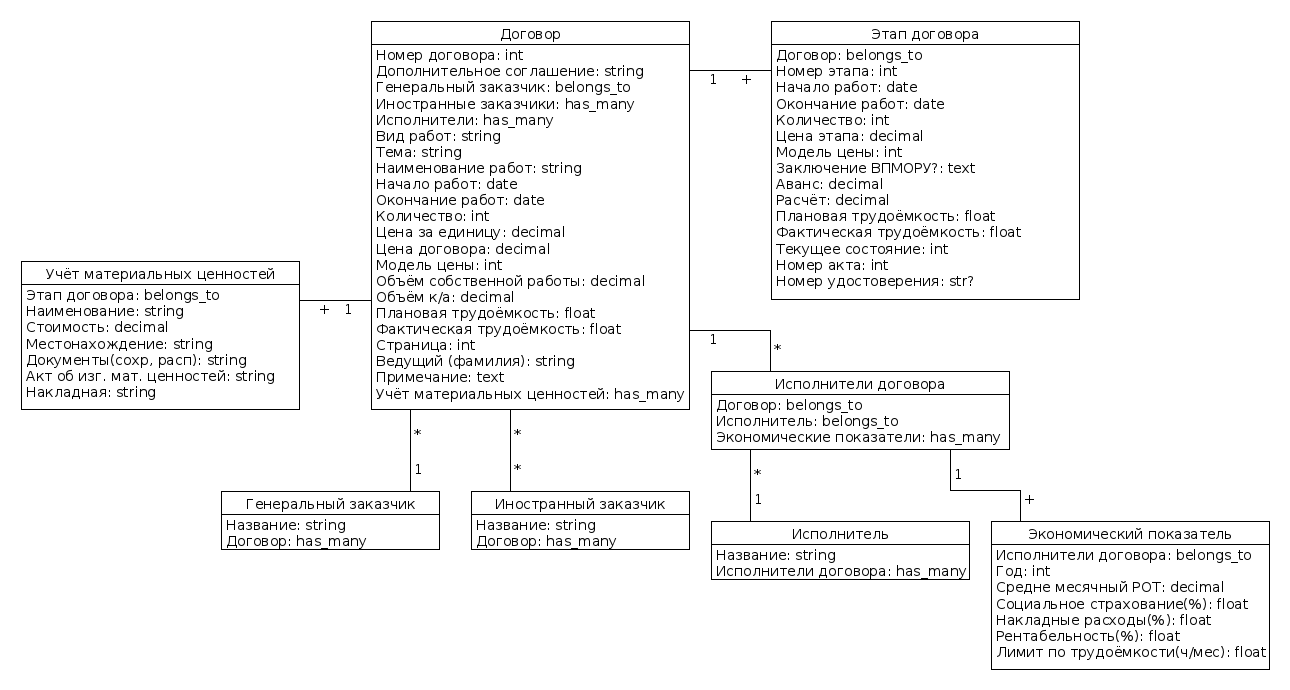 Договор
Номер договора: int
Дополнительное соглашение: string
Генеральный заказчик: belongs_to
Иностранные заказчики: has_many
Исполнители: has_many
Вид работ: string
Тема: string
Наименование работ: string
Начало работ: date
Окончание работ: date
Количество: int
Цена за единицу: decimal
Цена договора: decimal
Модель цены: int
Объём собственной работы: decimal
Объём к/а: decimal
Плановая трудоёмкость: float
Фактическая трудоёмкость: float
Страница: int
Ведущий (фамилия): string
Примечание: text
Учёт материальных ценностей: has_many
1 +
Этап договора
Договор: belongs_to
Номер этапа: int
Начало работ: date
Окончание работ: date
Количество: int
Цена этапа: decimal
Модель цены: int
Заключение ВПМОРУ?: text
Аванс: decimal
Расчёт: decimal
Плановая трудоёмкость: float
Фактическая трудоёмкость: float
Текущее состояние: int
Номер акта: int
Номер удостоверения: str?
Учёт материальных ценностей
Этап договора: belongs_to
Наименование: string
Стоимость: decimal
Местонахождение: string
Документы(сохр, расп): string
Акт об изг. мат. ценностей: string
Накладная: string
+ 1
1
*
Исполнители договора
Договор: belongs_to
Исполнитель: belongs_to
Экономические показатели: has_many
*
1
*
*
*
1
1
+
Генеральный заказчик
Название: string
Договор: has_many
Иностранный заказчик
Название: string
Договор: has_many
Исполнитель
Название: string
Исполнители договора: has_many
Экономический показатель
Исполнители договора: belongs_to
Год: int
Средне месячный РОТ: decimal
Социальное страхование(%): float
Накладные расходы(%): float
Рентабельность(%): float
Лимит по трудоёмкости(ч/мес): float